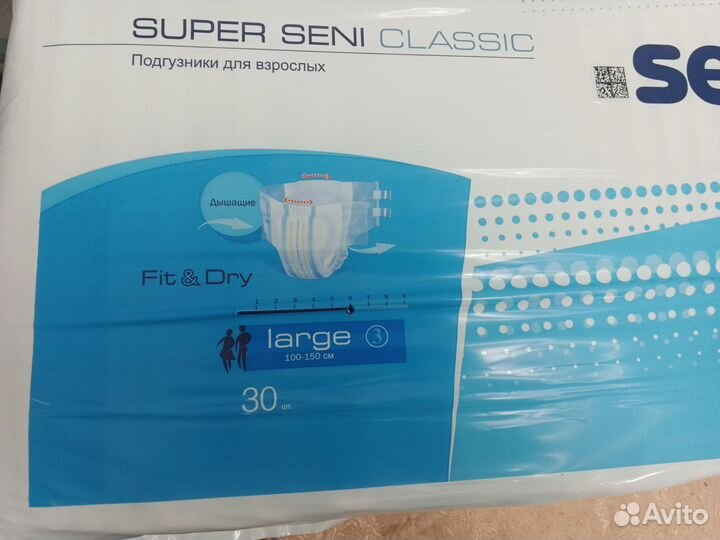 SUPER SENI CLASSIC
Подгузники для взрослых
se
Дышащие
Fit & Dry
1 2 3 4 5 6 7 8 9
large 3
100-150 см
30 шт.
Avito